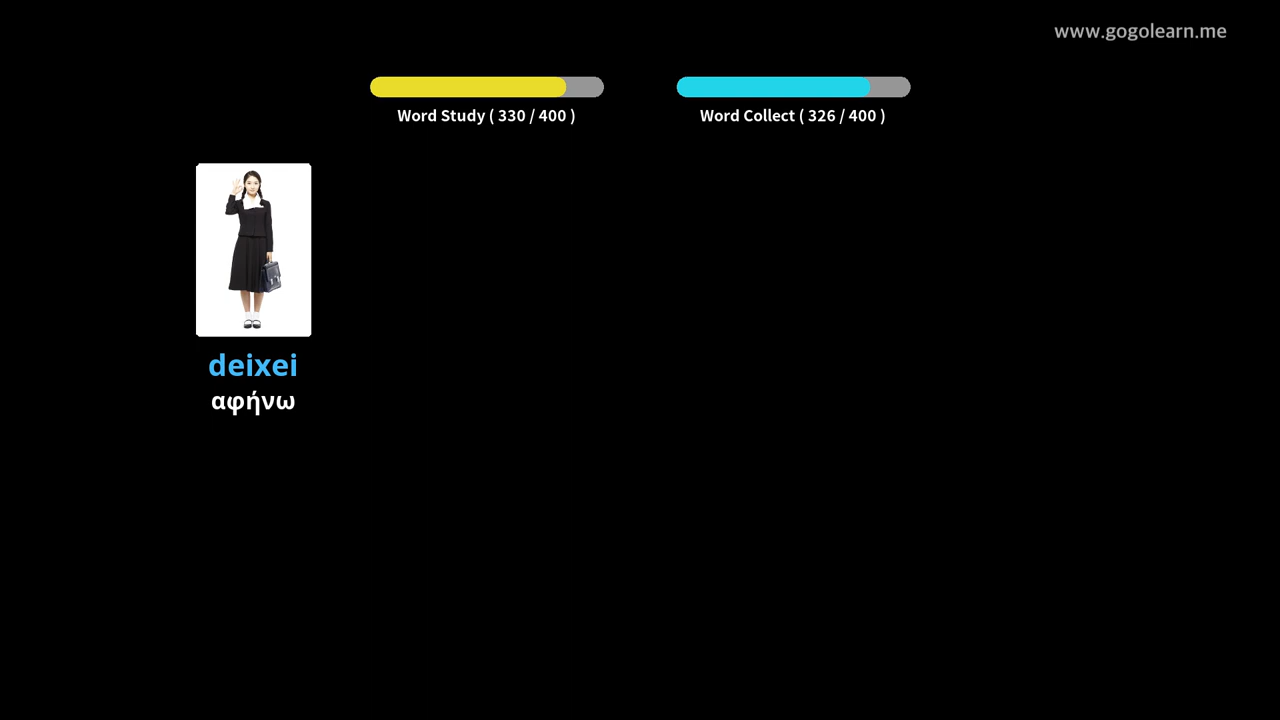 www.gogolearn.me
Word Study ( 330 / 400 )
Word Collect ( 326 / 400 )
deixei
αφήνω